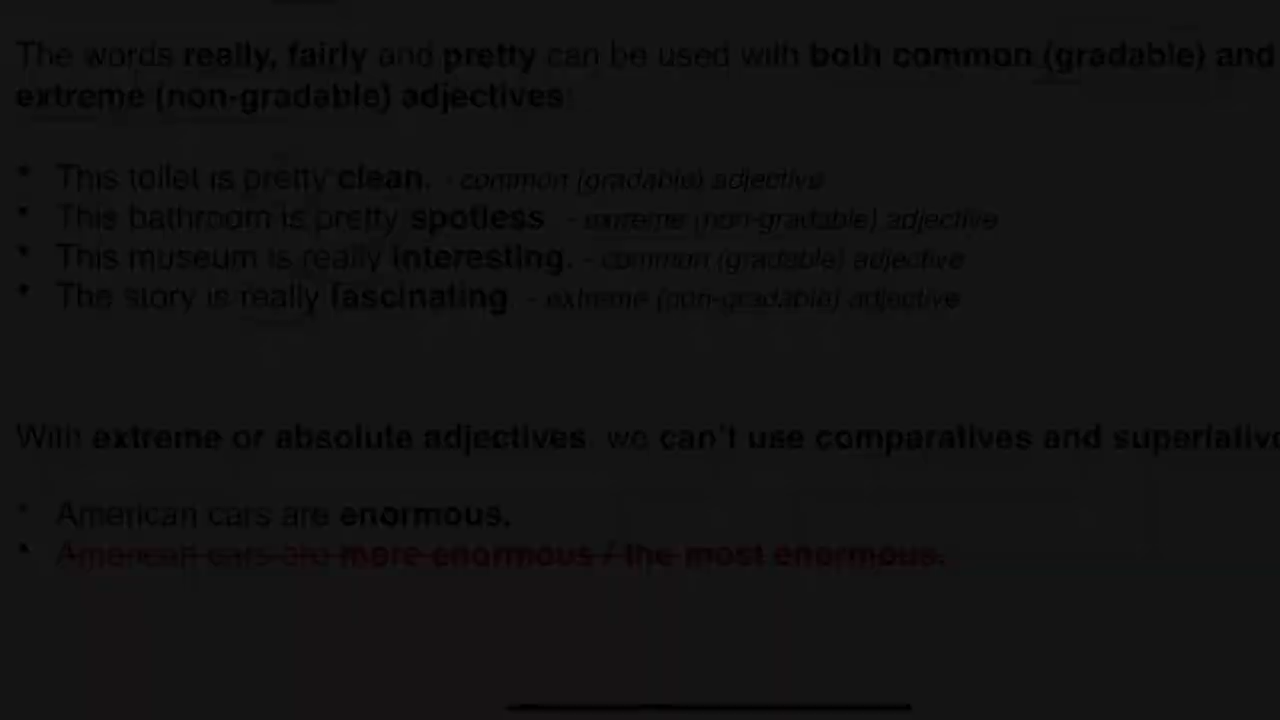 The words really, fairly and pretty can be used with both common (gradable) and
extreme (non-gradable) adjectives:
• This toilet is pretty clean. - common (gradable) adjective
• This bathroom is pretty spotless. - extreme (non-gradable) adjective
• This museum is really interesting. - common (gradable) adjective
• The story is really fascinating. - extreme (non-gradable) adjective
With extreme or absolute adjectives, we can't use comparatives and
• American cars are enormous.
• American cars are more enormous / the most enormous.